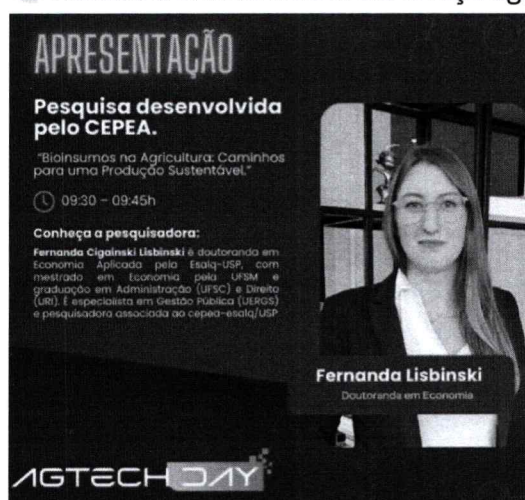 APRESENTAÇÃO
Pesquisa desenvolvida
pelo CEPEA.
"Bioinsumos na Agricultura: Caminhos
para uma Produção Sustentável."
09:30 – 09:45h
Conheça a pesquisadora:
Fernanda Cigainski Lisbinski é doutoranda em
Economia Aplicada pela Esalq-USP, com
mestrado em Economia pela UFSM e
graduação em Administração (UFSC) e Direito
(URI). É especialista em Gestão Pública (UERGS)
e pesquisadora associada ao cepea-esalq/USP
Fernanda Lisbinski
Doutoranda em Economia
AGTECH DAY